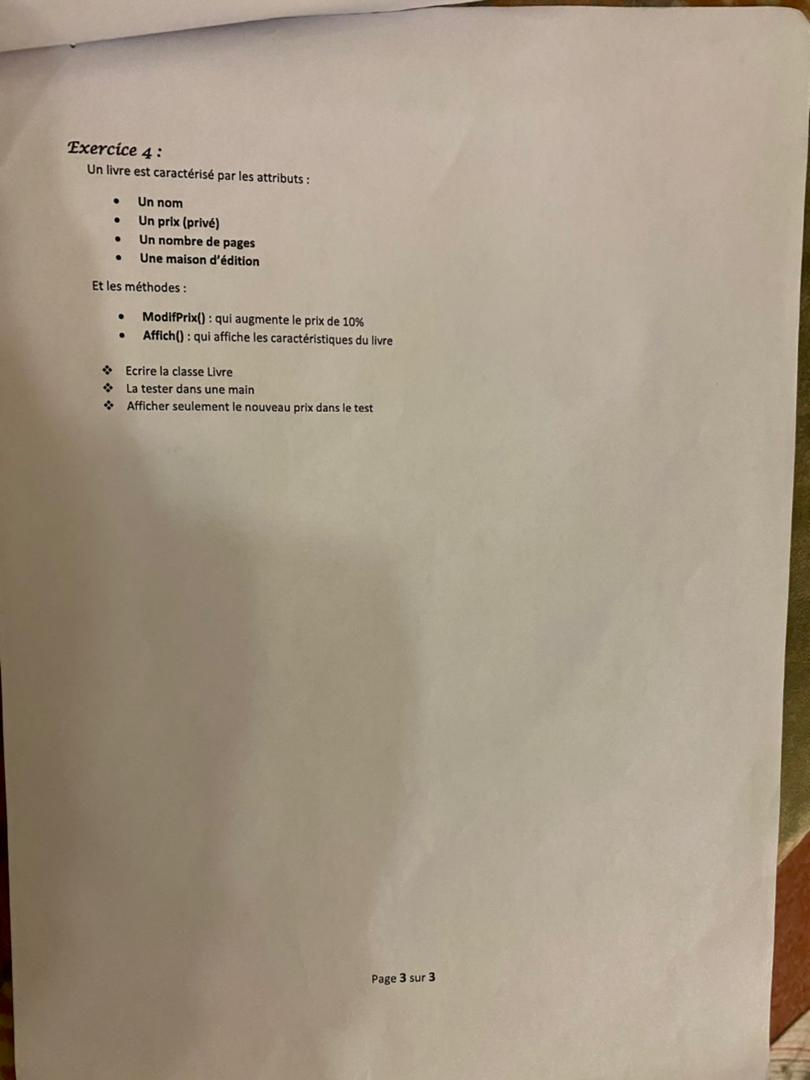 Exercice 4 :
Un livre est caractérisé par les attributs :
• Un nom
• Un prix (privé)
• Un nombre de pages
• Une maison d'édition
Et les méthodes :
• ModifPrix() : qui augmente le prix de 10%
• Affich() : qui affiche les caractéristiques du livre
❖ Ecrire la classe Livre
❖ La tester dans une main
❖ Afficher seulement le nouveau prix dans le test
Page 3 sur 3